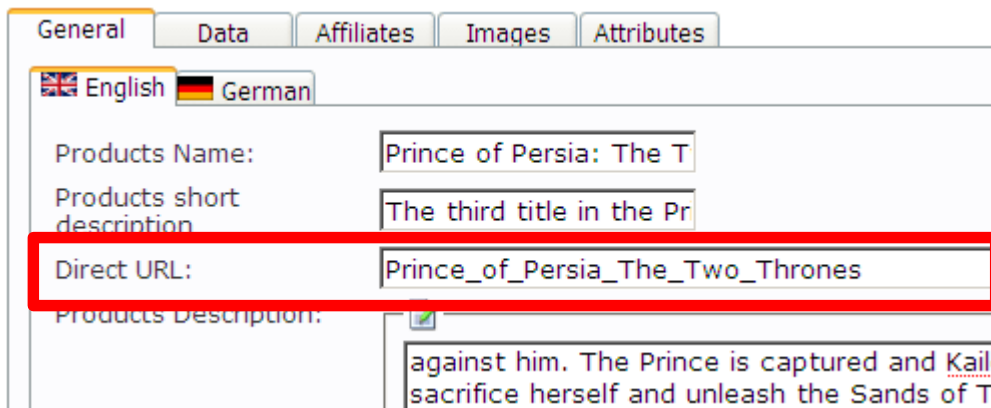 General Data Affiliates Images Attributes
English German
Products Name: Prince of Persia: The T
Products short
description
The third title in the Pr
Direct URL: Prince_of_Persia_The_Two_Thrones
Products Description:
against him. The Prince is captured and Kail
sacrifice herself and unleash the Sands of T